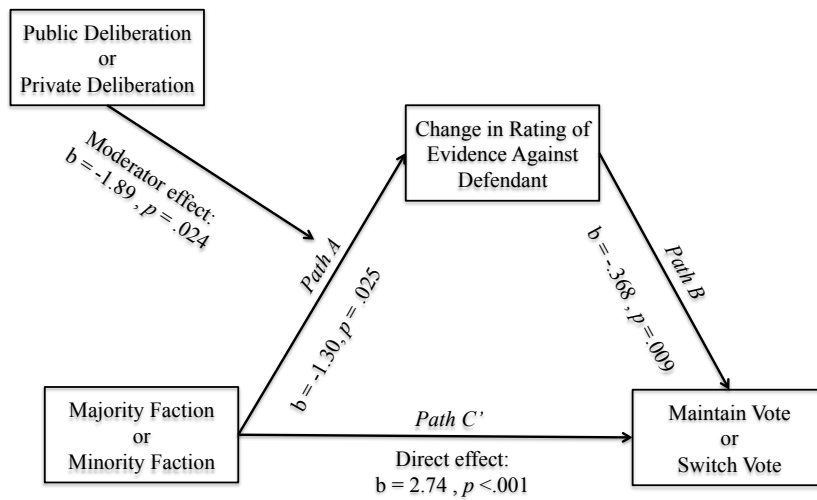 Public Deliberation
or
Private Deliberation
Moderator effect:
b = -1.89 , p = .024
Change in Rating of
Evidence Against
Defendant
Path A
b = -1.30, p = .025
Path B
b = -.368 , p =.009
Majority Faction
or
Minority Faction
Path C’
Direct effect:
b = 2.74 , p <.001
Maintain Vote
or
Switch Vote